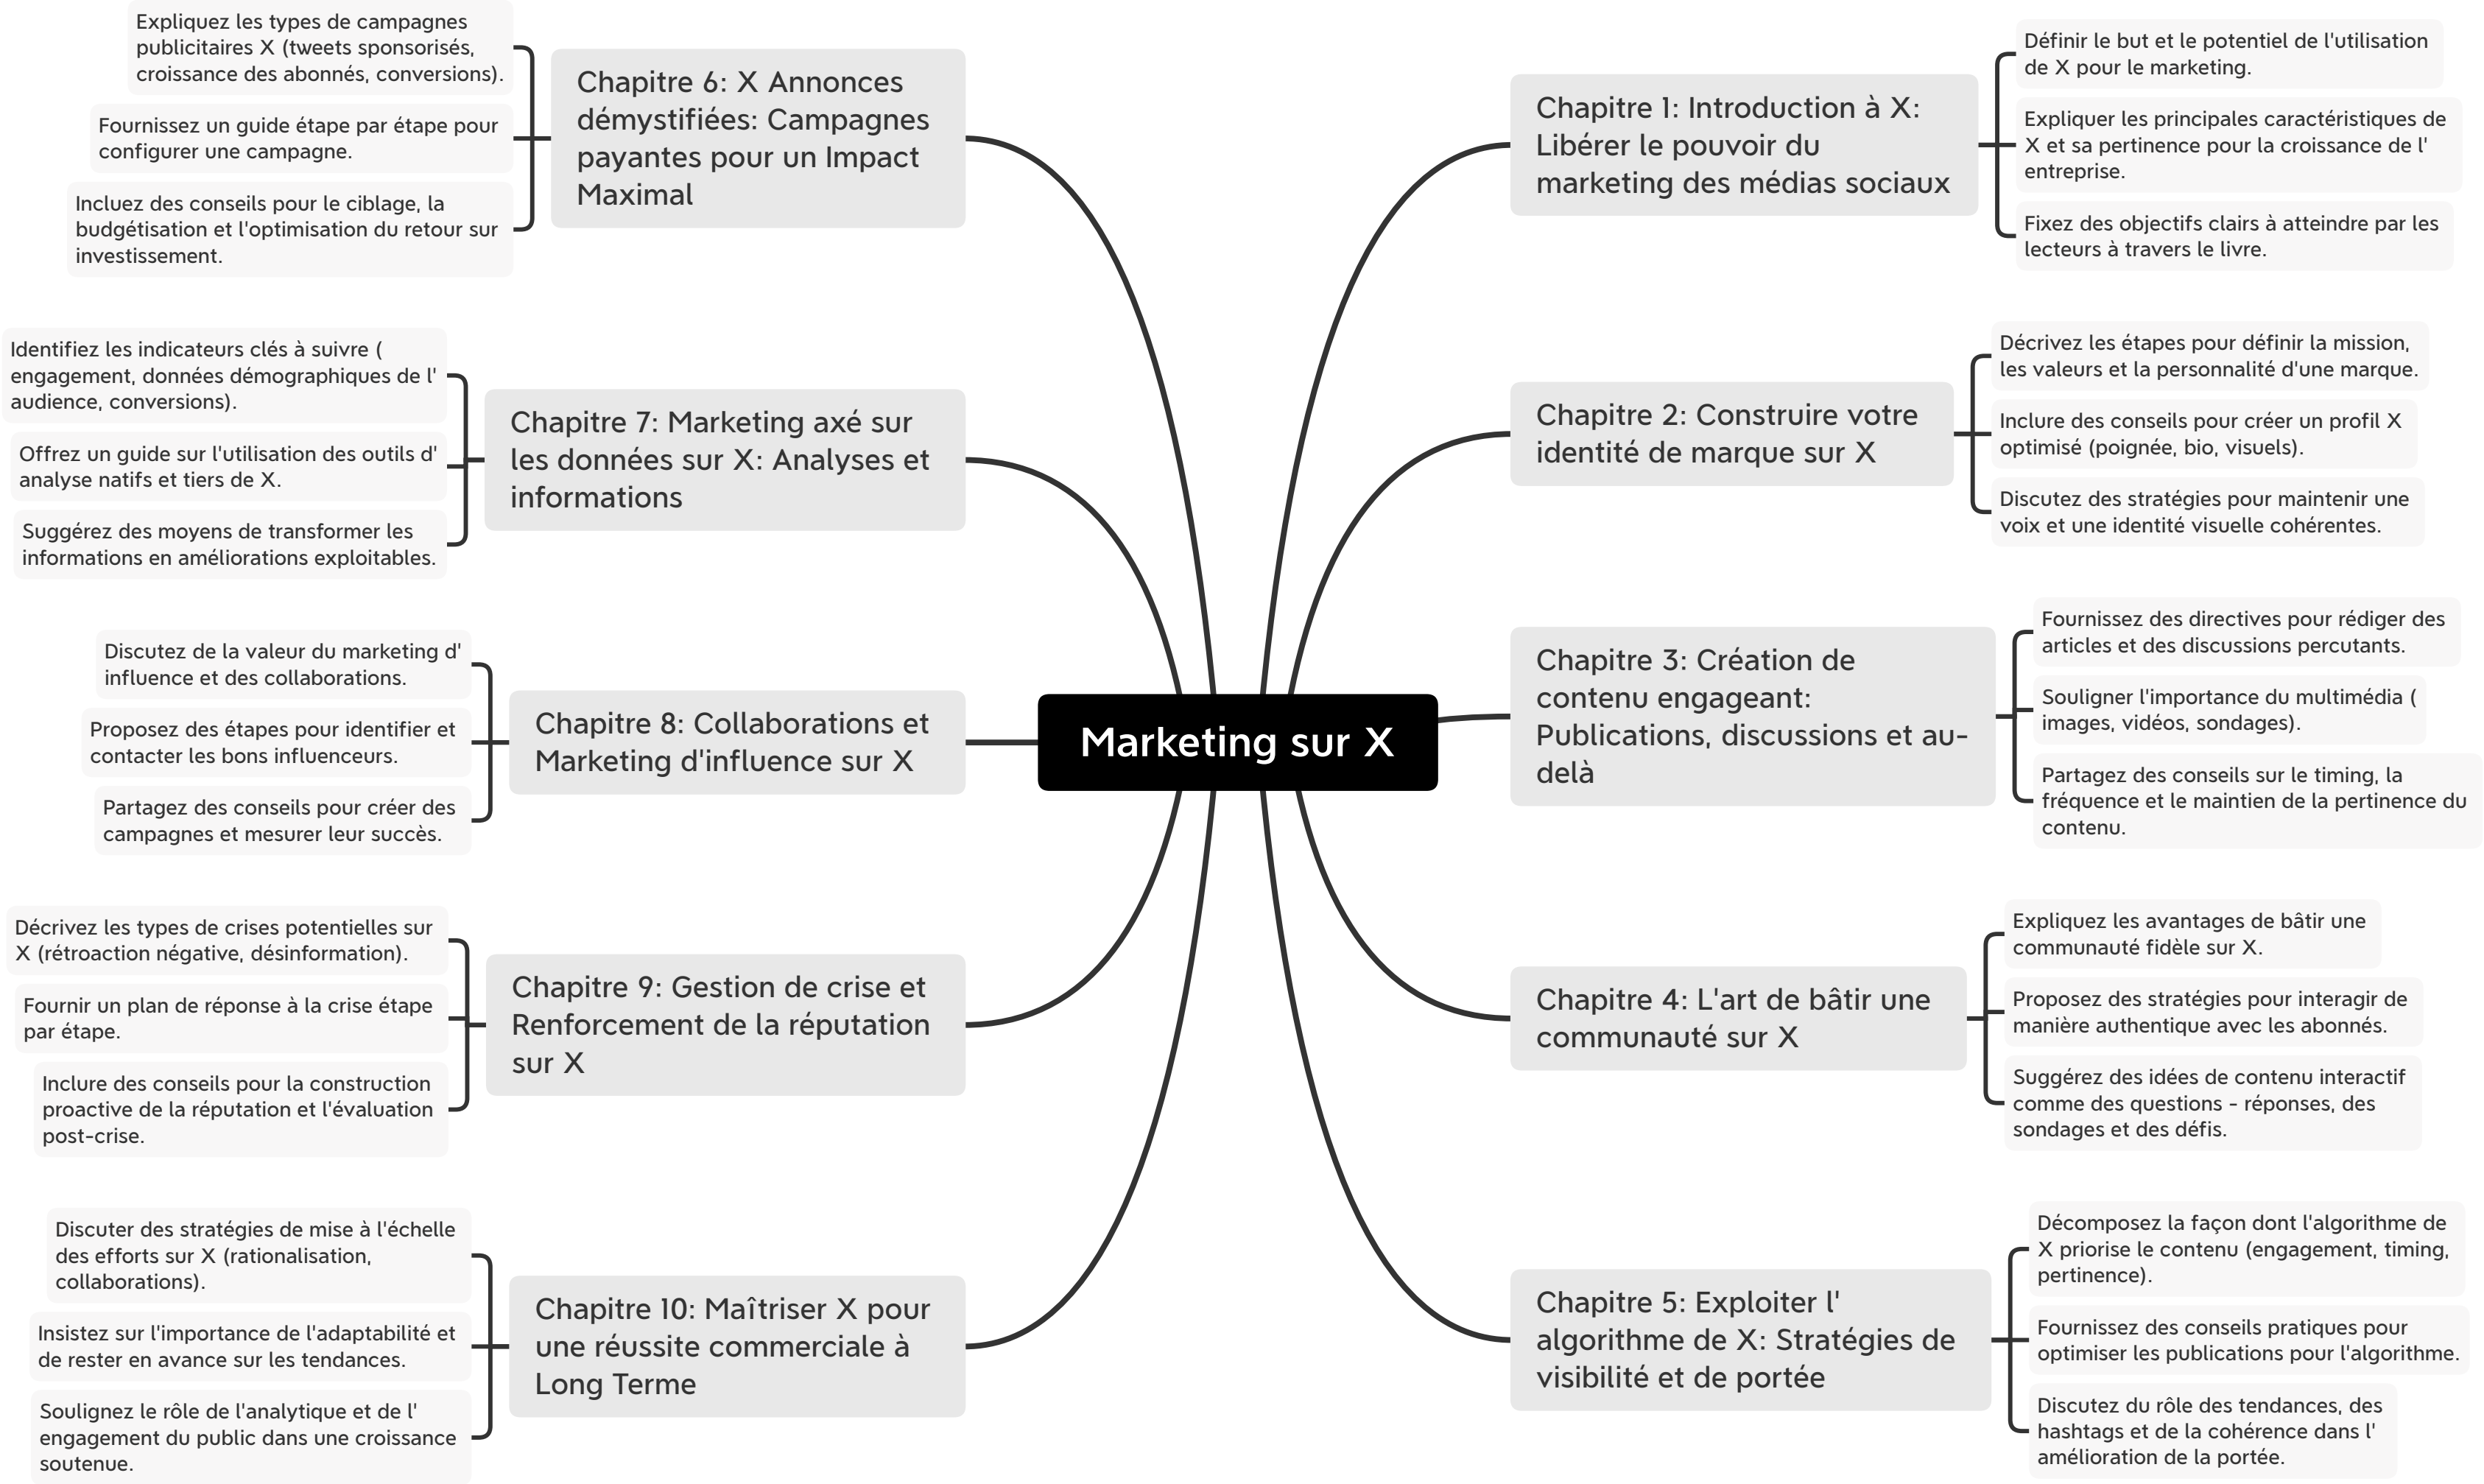 Marketing sur X
Chapitre 1: Introduction à X:
Libérer le pouvoir du
marketing des médias sociaux
Définir le but et le potentiel de l'utilisation
de X pour le marketing.
Expliquer les principales caractéristiques de
X et sa pertinence pour la croissance de l'
entreprise.
Fixez des objectifs clairs à atteindre par les
lecteurs à travers le livre.
Chapitre 2: Construire votre
identité de marque sur X
Décrivez les étapes pour définir la mission,
les valeurs et la personnalité d'une marque.
Inclure des conseils pour créer un profil X
optimisé (poignée, bio, visuels).
Discutez des stratégies pour maintenir une
voix et une identité visuelle cohérentes.
Chapitre 3: Création de
contenu engageant:
Publications, discussions et au-
delà
Fournissez des directives pour rédiger des
articles et des discussions percutants.
Souligner l'importance du multimédia (
images, vidéos, sondages).
Partagez des conseils sur le timing, la
fréquence et le maintien de la pertinence du
contenu.
Chapitre 4: L'art de bâtir une
communauté sur X
Expliquez les avantages de bâtir une
communauté fidèle sur X.
Proposez des stratégies pour interagir de
manière authentique avec les abonnés.
Suggérez des idées de contenu interactif
comme des questions - réponses, des
sondages et des défis.
Chapitre 5: Exploiter l'
algorithme de X: Stratégies de
visibilité et de portée
Décomposez la façon dont l'algorithme de
X priorise le contenu (engagement, timing,
pertinence).
Fournissez des conseils pratiques pour
optimiser les publications pour l'algorithme.
Discutez du rôle des tendances, des
hashtags et de la cohérence dans l'
amélioration de la portée.
Chapitre 6: X Annonces
démystifiées: Campagnes
payantes pour un Impact
Maximal
Expliquez les types de campagnes
publicitaires X (tweets sponsorisés,
croissance des abonnés, conversions).
Fournissez un guide étape par étape pour
configurer une campagne.
Incluez des conseils pour le ciblage, la
budgétisation et l'optimisation du retour sur
investissement.
Chapitre 7: Marketing axé sur
les données sur X: Analyses et
informations
Identifiez les indicateurs clés à suivre (
engagement, données démographiques de l'
audience, conversions).
Offrez un guide sur l'utilisation des outils d'
analyse natifs et tiers de X.
Suggérez des moyens de transformer les
informations en améliorations exploitables.
Chapitre 8: Collaborations et
Marketing d'influence sur X
Discutez de la valeur du marketing d'
influence et des collaborations.
Proposez des étapes pour identifier et
contacter les bons influenceurs.
Partagez des conseils pour créer des
campagnes et mesurer leur succès.
Chapitre 9: Gestion de crise et
Renforcement de la réputation
sur X
Décrivez les types de crises potentielles sur
X (rétroaction négative, désinformation).
Fournir un plan de réponse à la crise étape
par étape.
Inclure des conseils pour la construction
proactive de la réputation et l'évaluation
post-crise.
Chapitre 10: Maîtriser X pour
une réussite commerciale à
Long Terme
Discuter des stratégies de mise à l'échelle
des efforts sur X (rationalisation,
collaborations).
Insistez sur l'importance de l'adaptabilité et
de rester en avance sur les tendances.
Soulignez le rôle de l'analytique et de l'
engagement du public dans une croissance
soutenue.